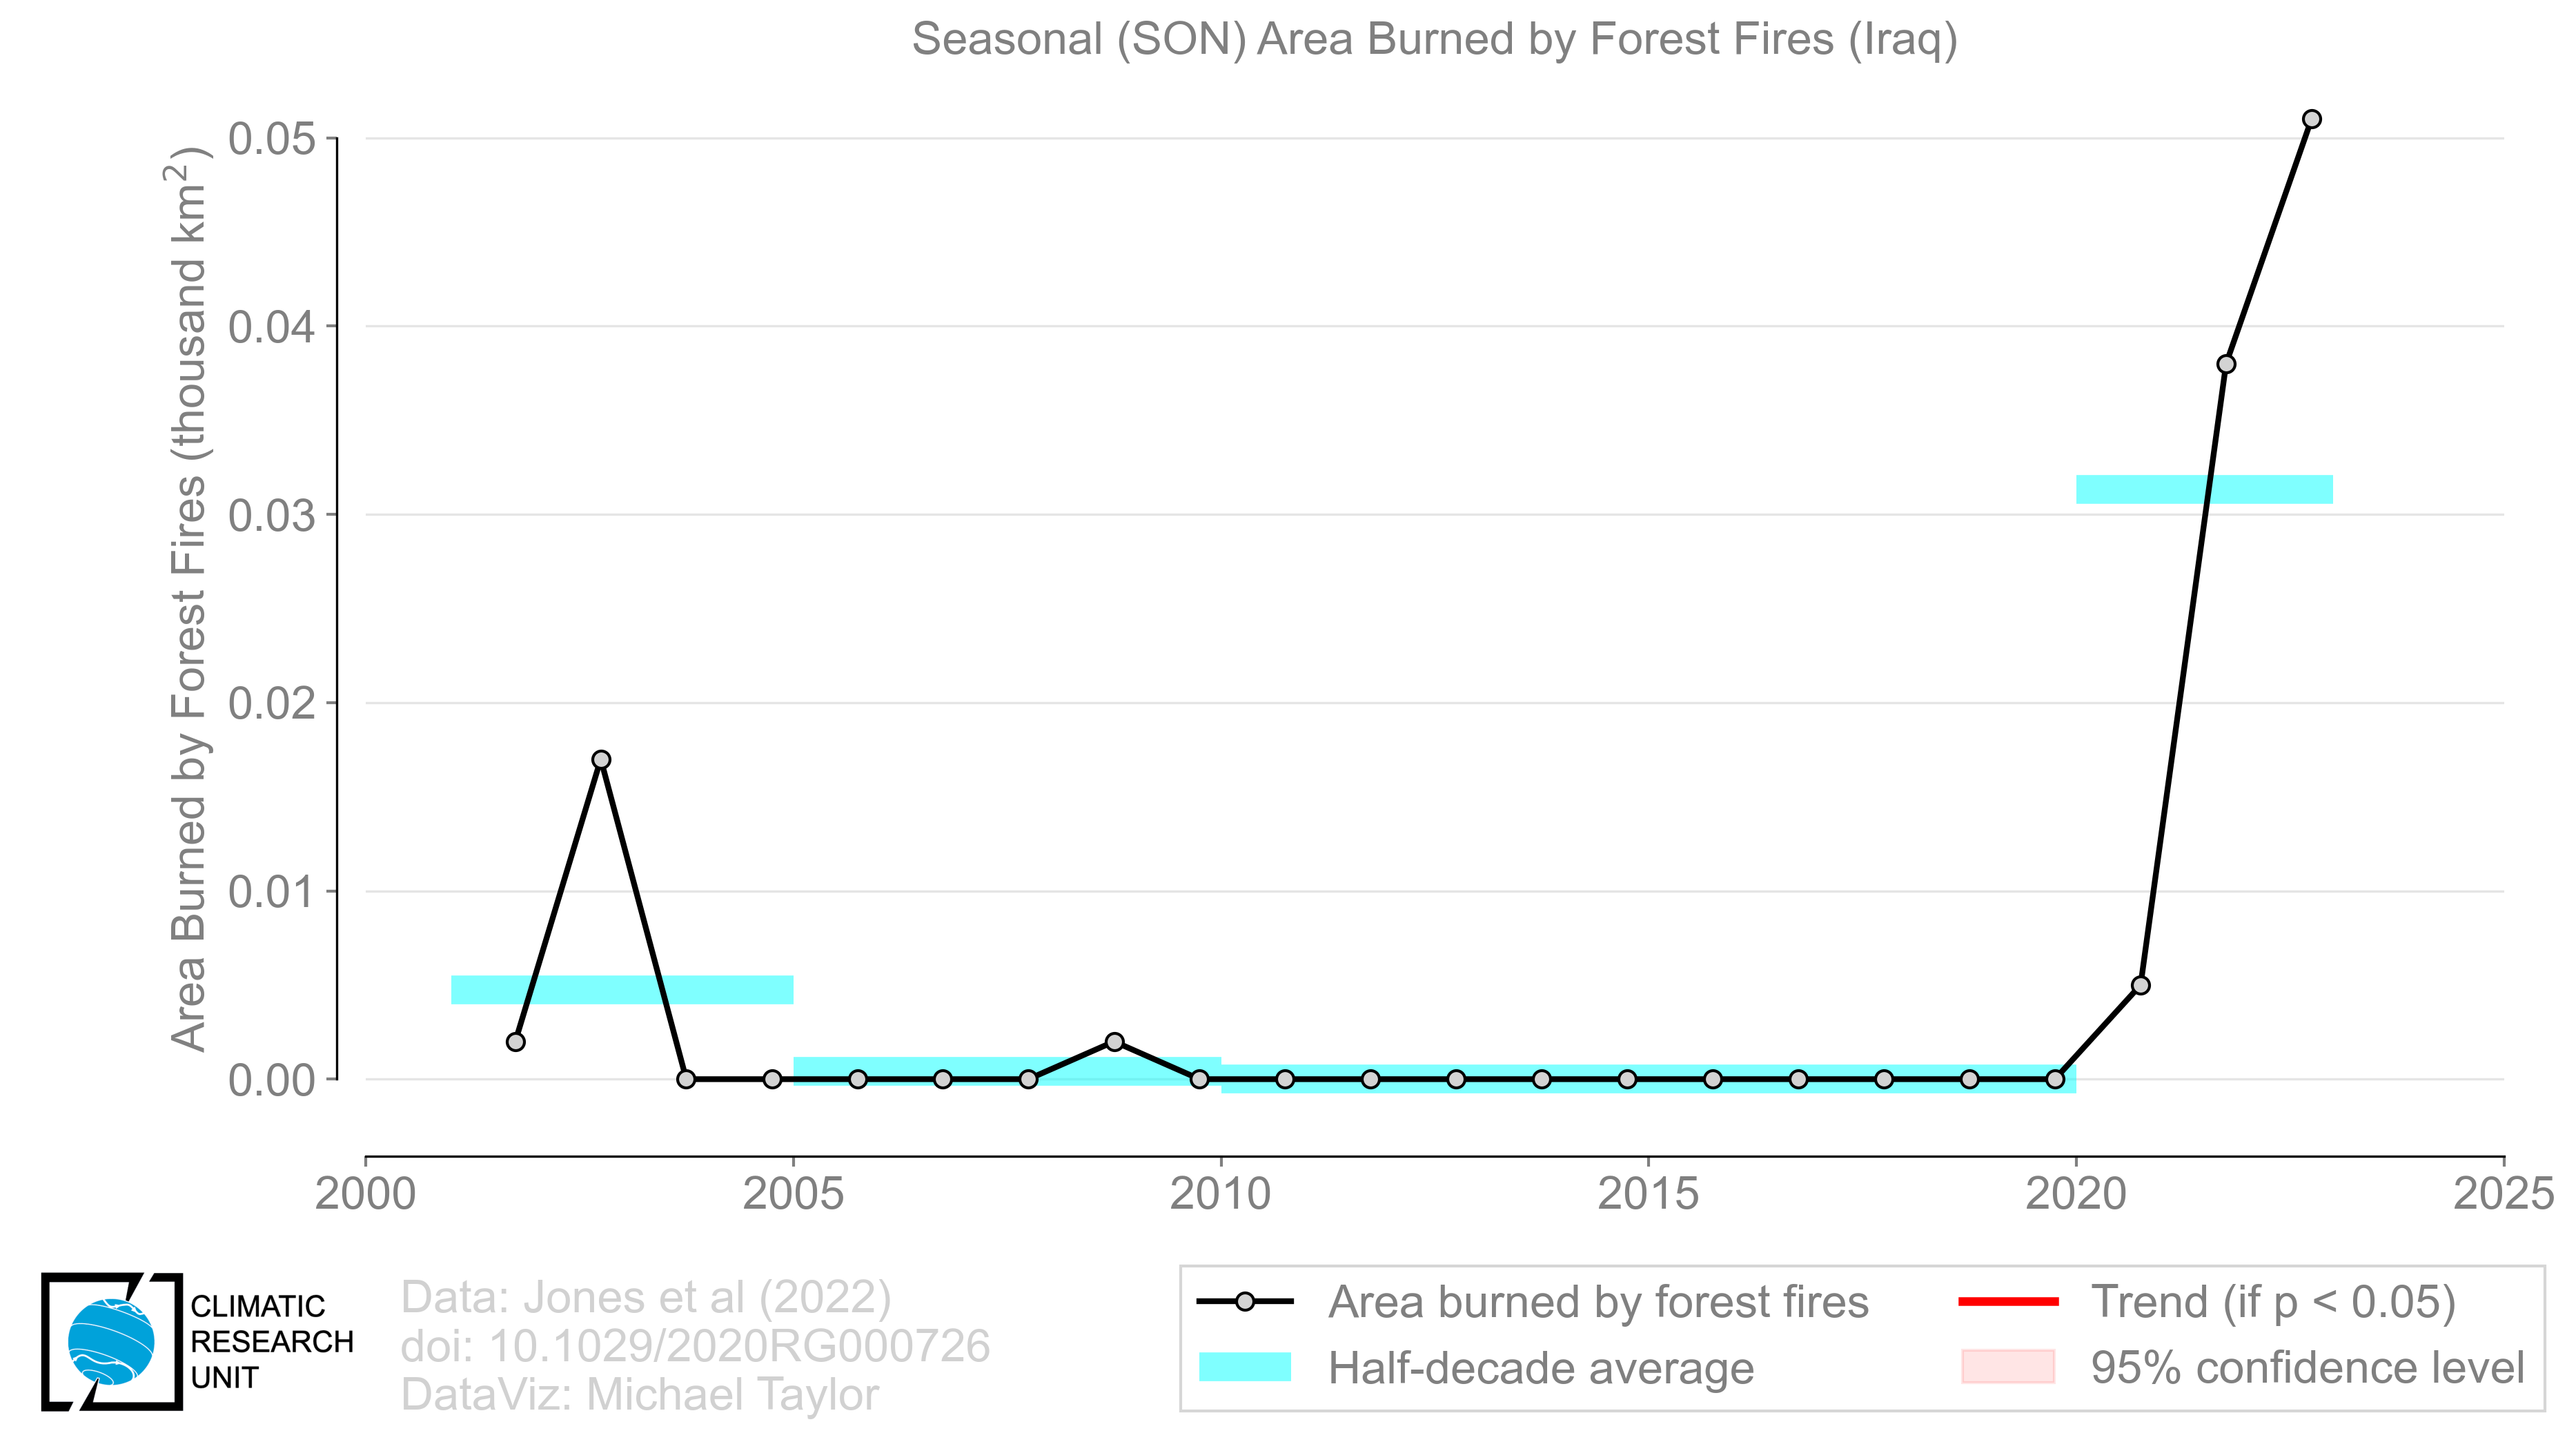 Seasonal (SON) Area Burned by Forest Fires (Iraq)
Area Burned by Forest Fires (thousand km²)
0.05
0.04
0.03
0.02
0.01
0.00
2000
2005
2010
2015
2020
2025
CLIMATIC
RESEARCH
UNIT
Data: Jones et al (2022)
doi: 10.1029/2020RG000726
DataViz: Michael Taylor
Area burned by forest fires
Half-decade average
Trend (if p < 0.05)
95% confidence level